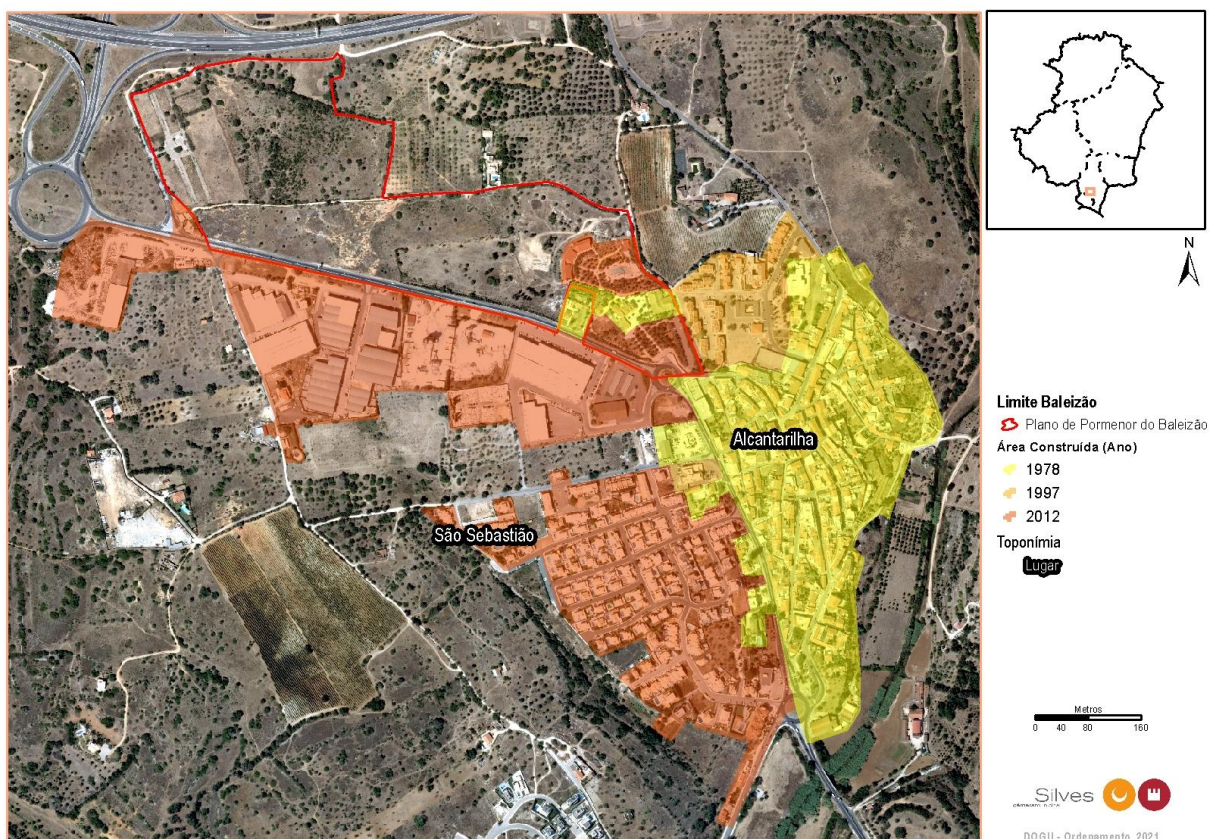 N
Alcantarilha
São Sebastião
Limite Baleizão
Plano de Pormenor do Baleizão
Área Construída (Ano)
1978
1997
2012
Toponímia
Lugar
Metros
0 40 80 160
Silves
DOGU - Ordenamento, 2021